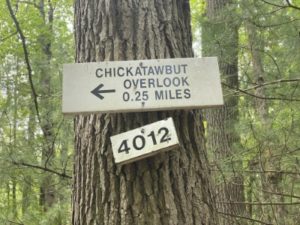 CHICKATAWBUT
← OVERLOOK
0.25 MILES
4012